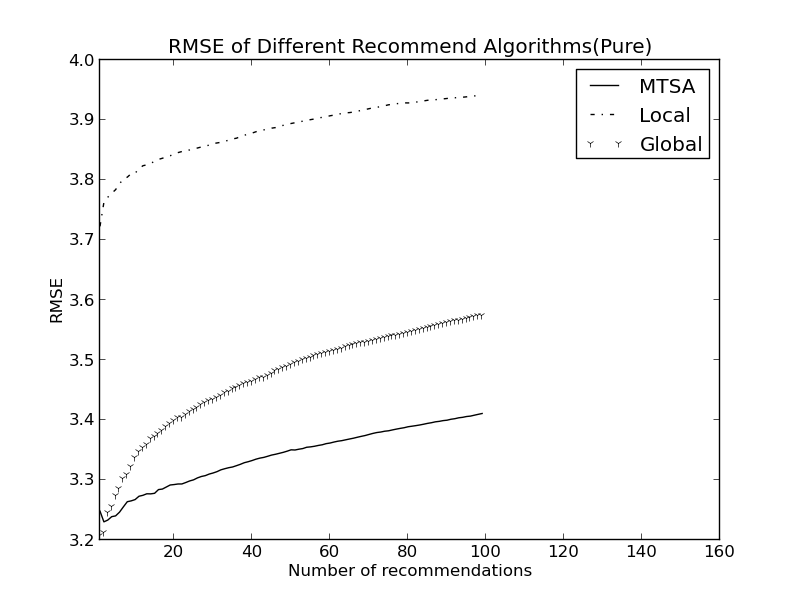 RMSE of Different Recommend Algorithms(Pure)
4.0
3.9
3.8
3.7
3.6
3.5
3.4
3.3
3.2
RMSE
MTSA
Local
Global
20 40 60 80 100 120 140 160
Number of recommendations